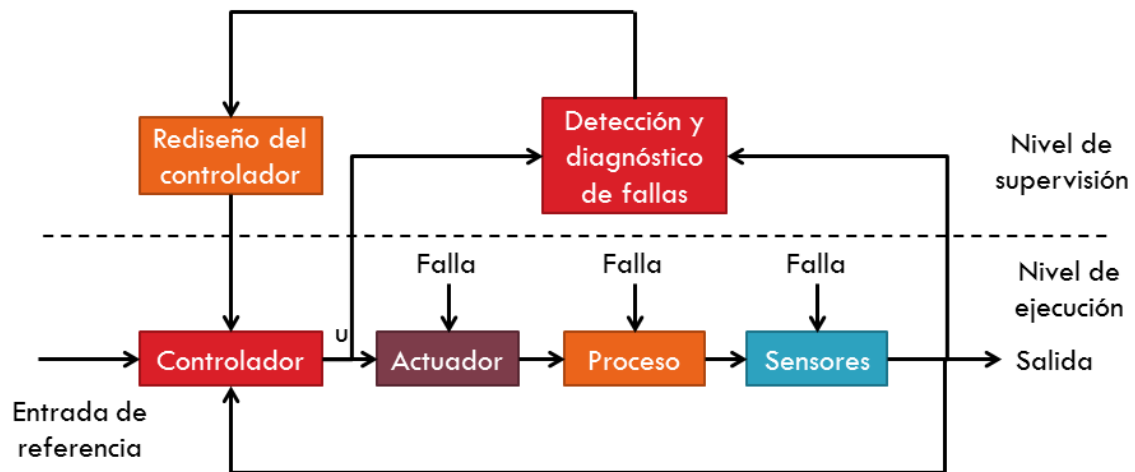 Rediseño del
controlador
Detección y
diagnóstico
de fallas
Nivel de
supervisión
Falla
Falla
Falla
Nivel de
ejecución
u
Controlador
Actuador
Proceso
Sensores
Salida
Entrada de
referencia